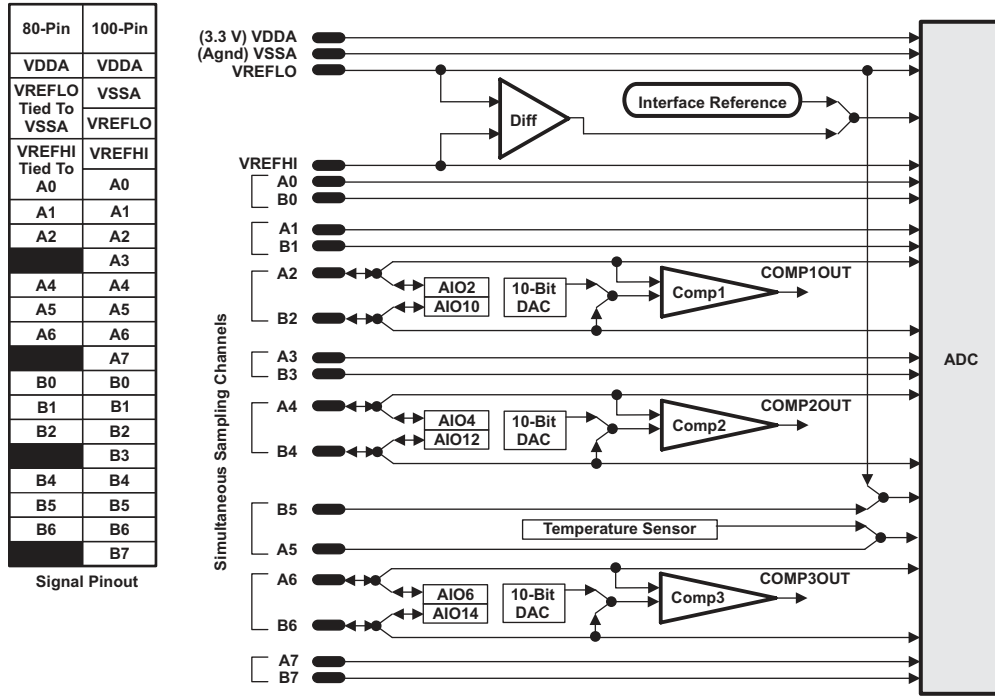 80-Pin 100-Pin
VDDA VDDA
VREFLO
Tied To
VSSA
VSSA
VREFLO
VREFHI
Tied To
A0
VREFHI
A0
A1 A1
A2 A2
A3
A4 A4
A5 A5
A6 A6
A7
B0 B0
B1 B1
B2 B2
B3
B4 B4
B5 B5
B6 B6
B7
Signal Pinout
(3.3 V) VDDA
(Agnd) VSSA
VREFLO
Interface Reference
Diff
VREFHI
A0
B0
A1
B1
A2
B2
AIO2
AIO10
10-Bit
DAC
Comp1
COMP1OUT
A3
B3
A4
B4
AIO4
AIO12
10-Bit
DAC
Comp2
COMP2OUT
B5
Temperature Sensor
A5
A6
B6
AIO6
AIO14
10-Bit
DAC
Comp3
COMP3OUT
A7
B7
Simultaneous Sampling Channels
ADC